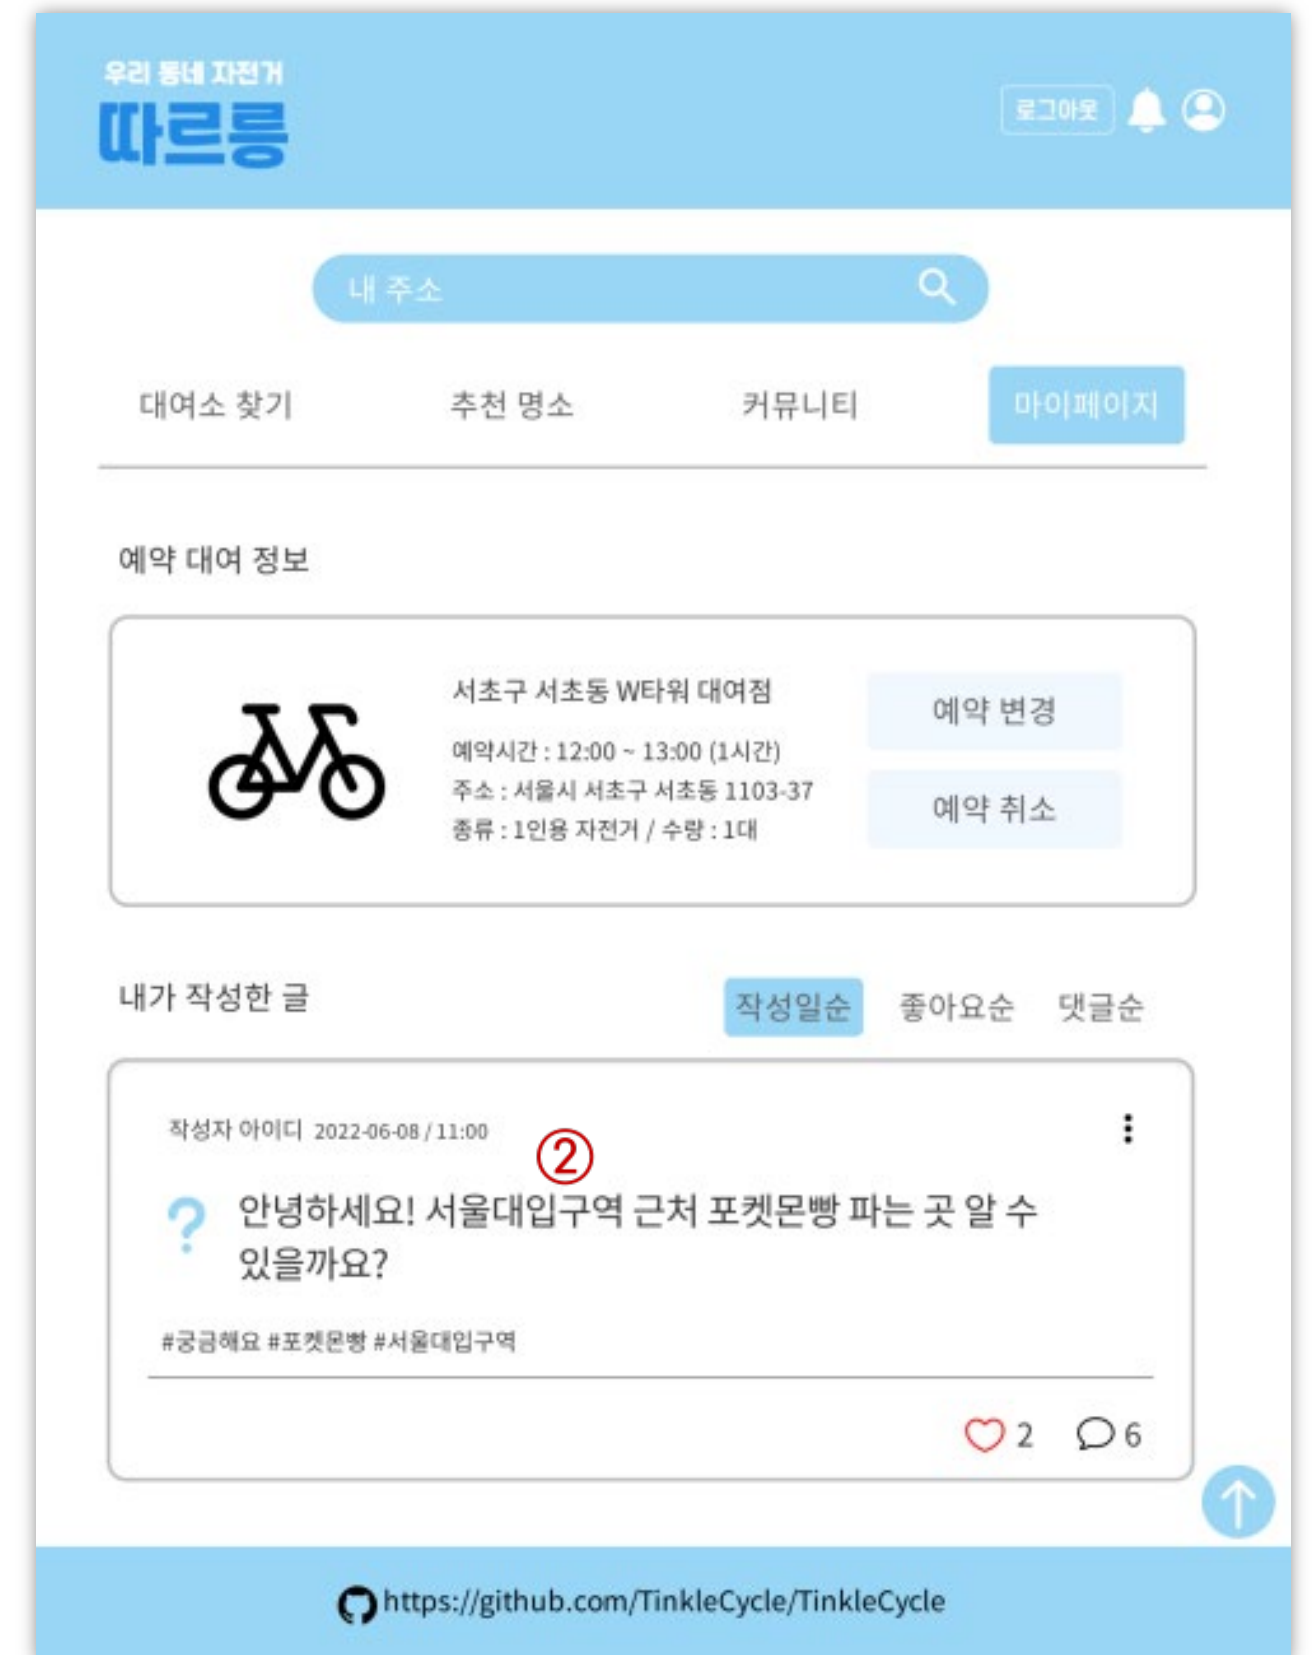 우리 동네 자전거
따르릉
로그아웃
내 주소
대여소 찾기 추천 명소 커뮤니티 마이페이지
예약 대여 정보
서초구 서초동 W타워 대여점
예약시간 : 12:00 ~ 13:00 (1시간)
주소 : 서울시 서초구 서초동 1103-37
종류 : 1인용 자전거 / 수량 : 1대
예약 변경
예약 취소
내가 작성한 글
작성일순 좋아요순 댓글순
작성자 아이디 2022-06-08 / 11:00
②
? 안녕하세요! 서울대입구역 근처 포켓몬빵 파는 곳 알 수
있을까요?
#궁금해요 #포켓몬빵 #서울대입구역
2 6
https://github.com/TinkleCycle/TinkleCycle